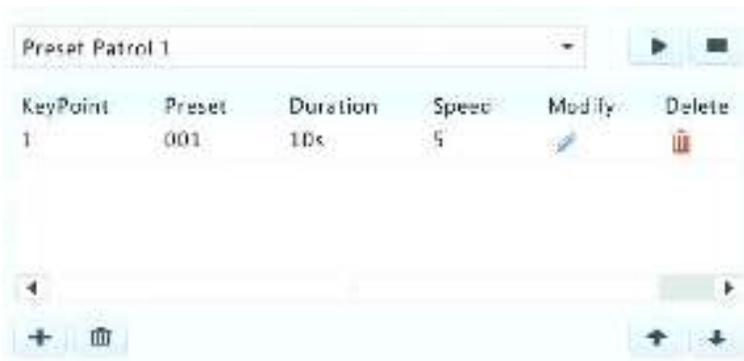 Preset Patrol 1
KeyPoint Preset Duration Speed Modify Delete
1 001 10s 5